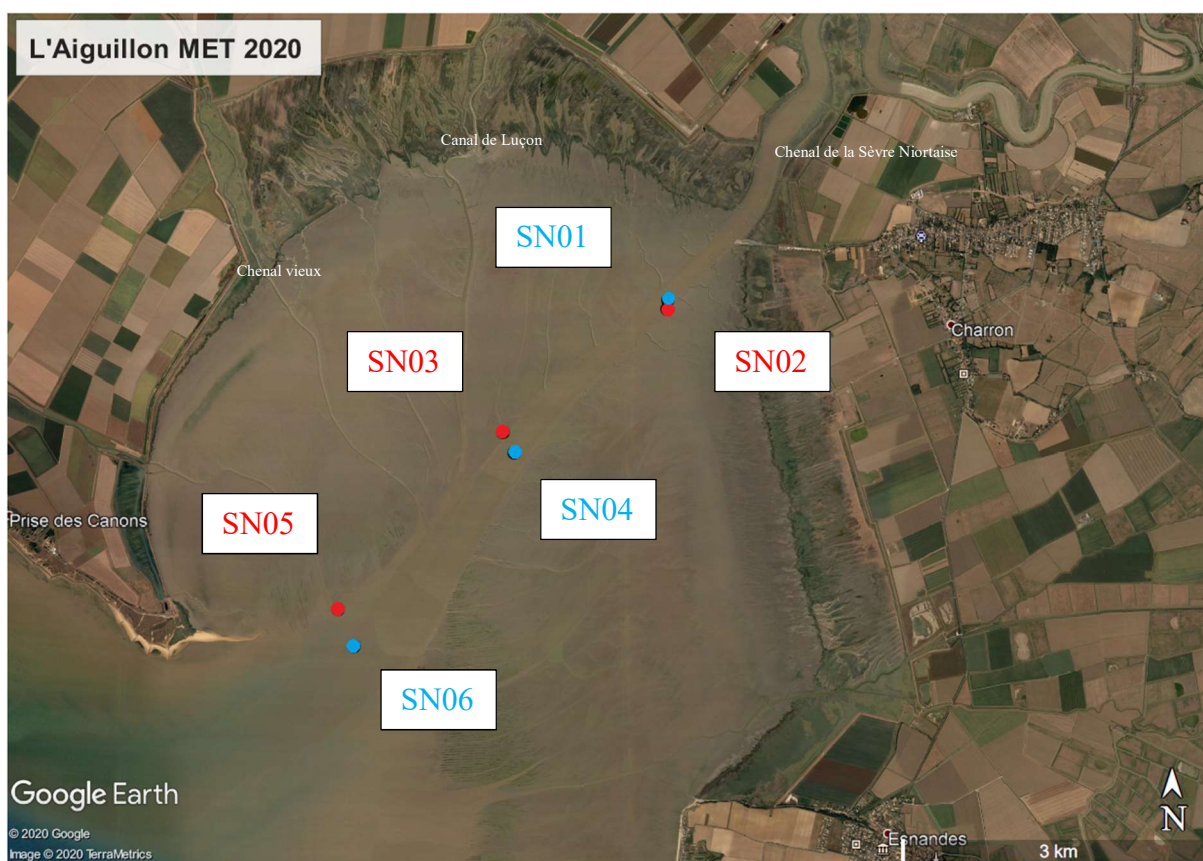 L'Aiguillon MET 2020
Canal de Luçon
Chenal de la Sèvre Niortaise
SN01
Chenal vieux
Charron
SN03
SN02
SN05
SN04
Prise des Canons
SN06
Google Earth
© 2020 Google
Image © 2020 TerraMetrics
Esnandes
3 km
N